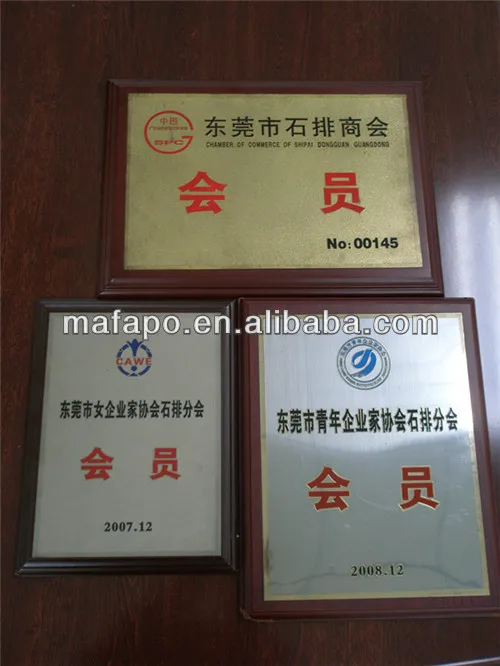 中国
SPC
东莞市石排商会
CHAMBER OF COMMERCE OF SHIPAI DONGGUAN GUANGDONG
会 员
No:00145
mafapo.en.alibaba.com
CAWE
东莞市女企业家协会石排分会
会 员
2007.12
东莞市青年企业家协会石排分会
会 员
2008.12